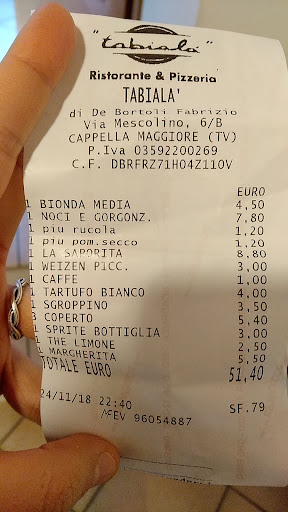 "tabialà"
Ristorante & Pizzeria
TABIALA'
di De Bortoli Fabrizio
Via Mescolino, 6/B
CAPPELLA MAGGIORE (TV)
P.Iva 03592200269
C.F. DBRFRZ71H04Z110V
EURO
1 BIONDA MEDIA 4,50
1 NOCI E GORGONZ. 7,80
1 piu rucola 1,20
1 piu pom.secco 1,20
1 LA SAPORITA 8,80
1 WEIZEN PICC. 3,00
1 CAFFE 1,00
1 TARTUFO BIANCO 4,00
1 SGROPPINO 3,50
3 COPERTO 5,40
1 SPRITE BOTTIGLIA 3,00
1 THE LIMONE 2,50
1 MARGHERITA 5,50
TOTALE EURO 51,40
24/11/18 22:40 SF.79
FEV 96054887